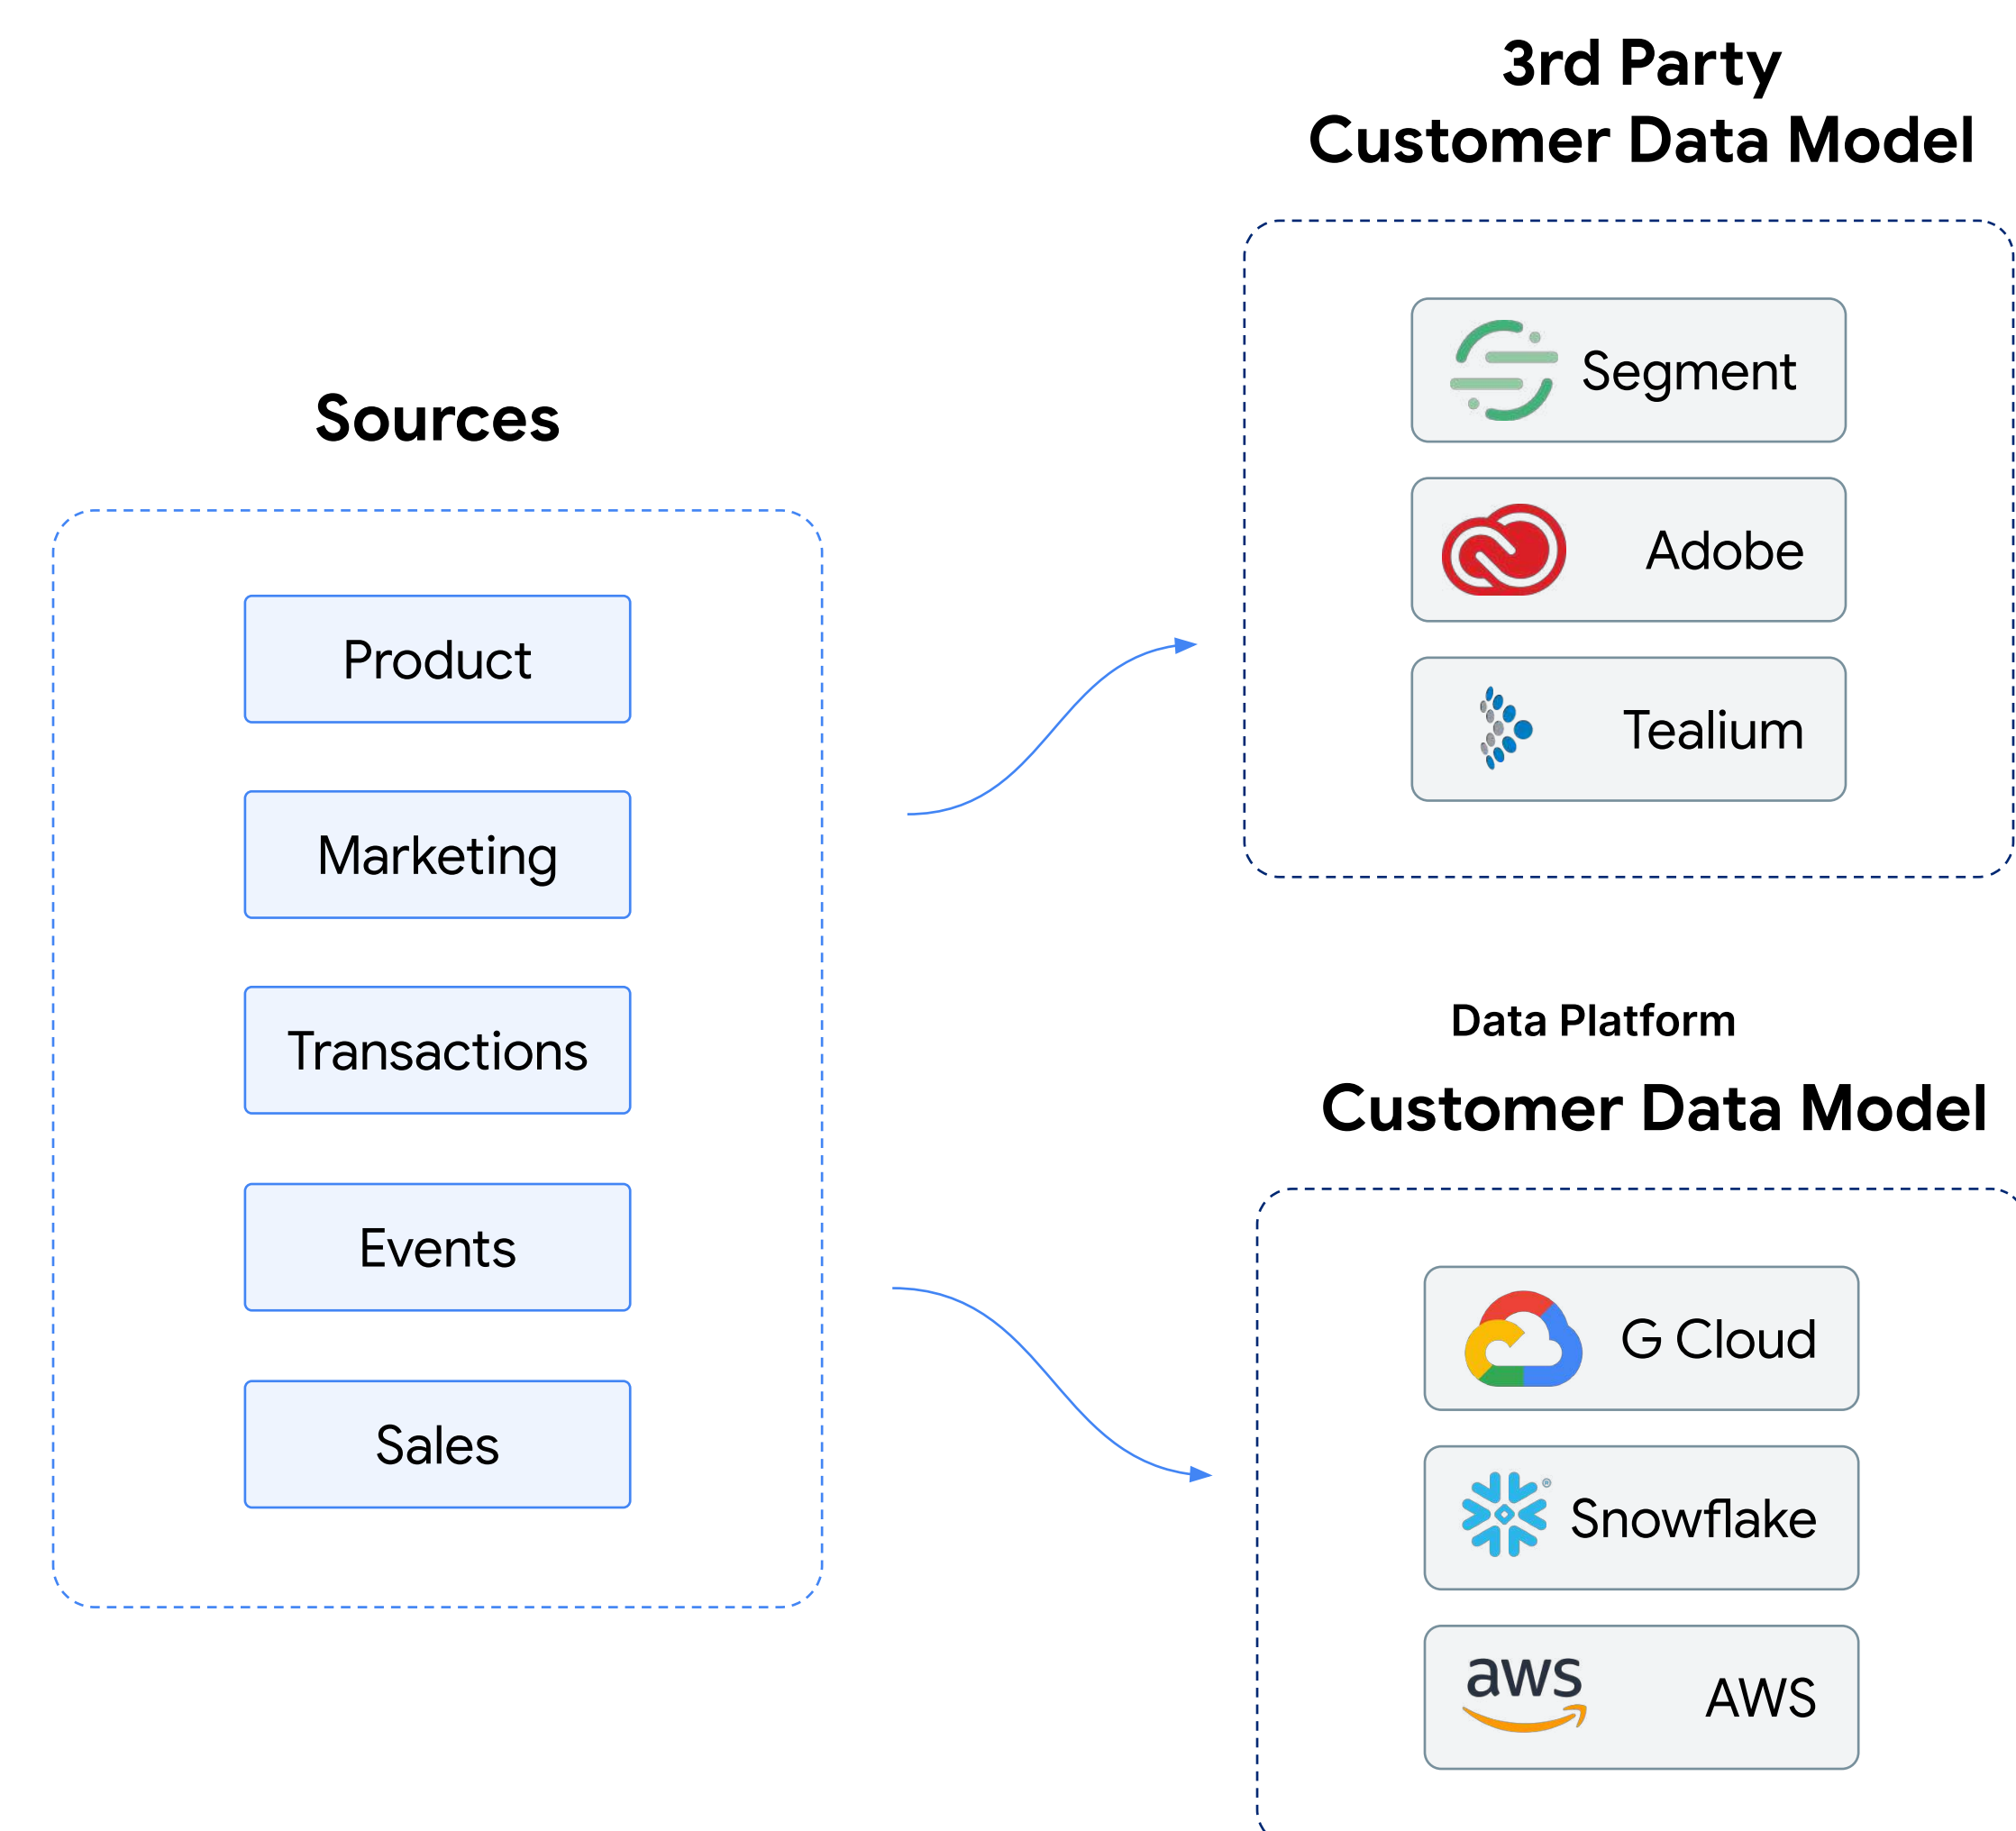 3rd Party
Customer Data Model
Segment
Adobe
Tealium
Sources
Product
Marketing
Transactions
Events
Sales
Data Platform
Customer Data Model
G Cloud
Snowflake
aws AWS